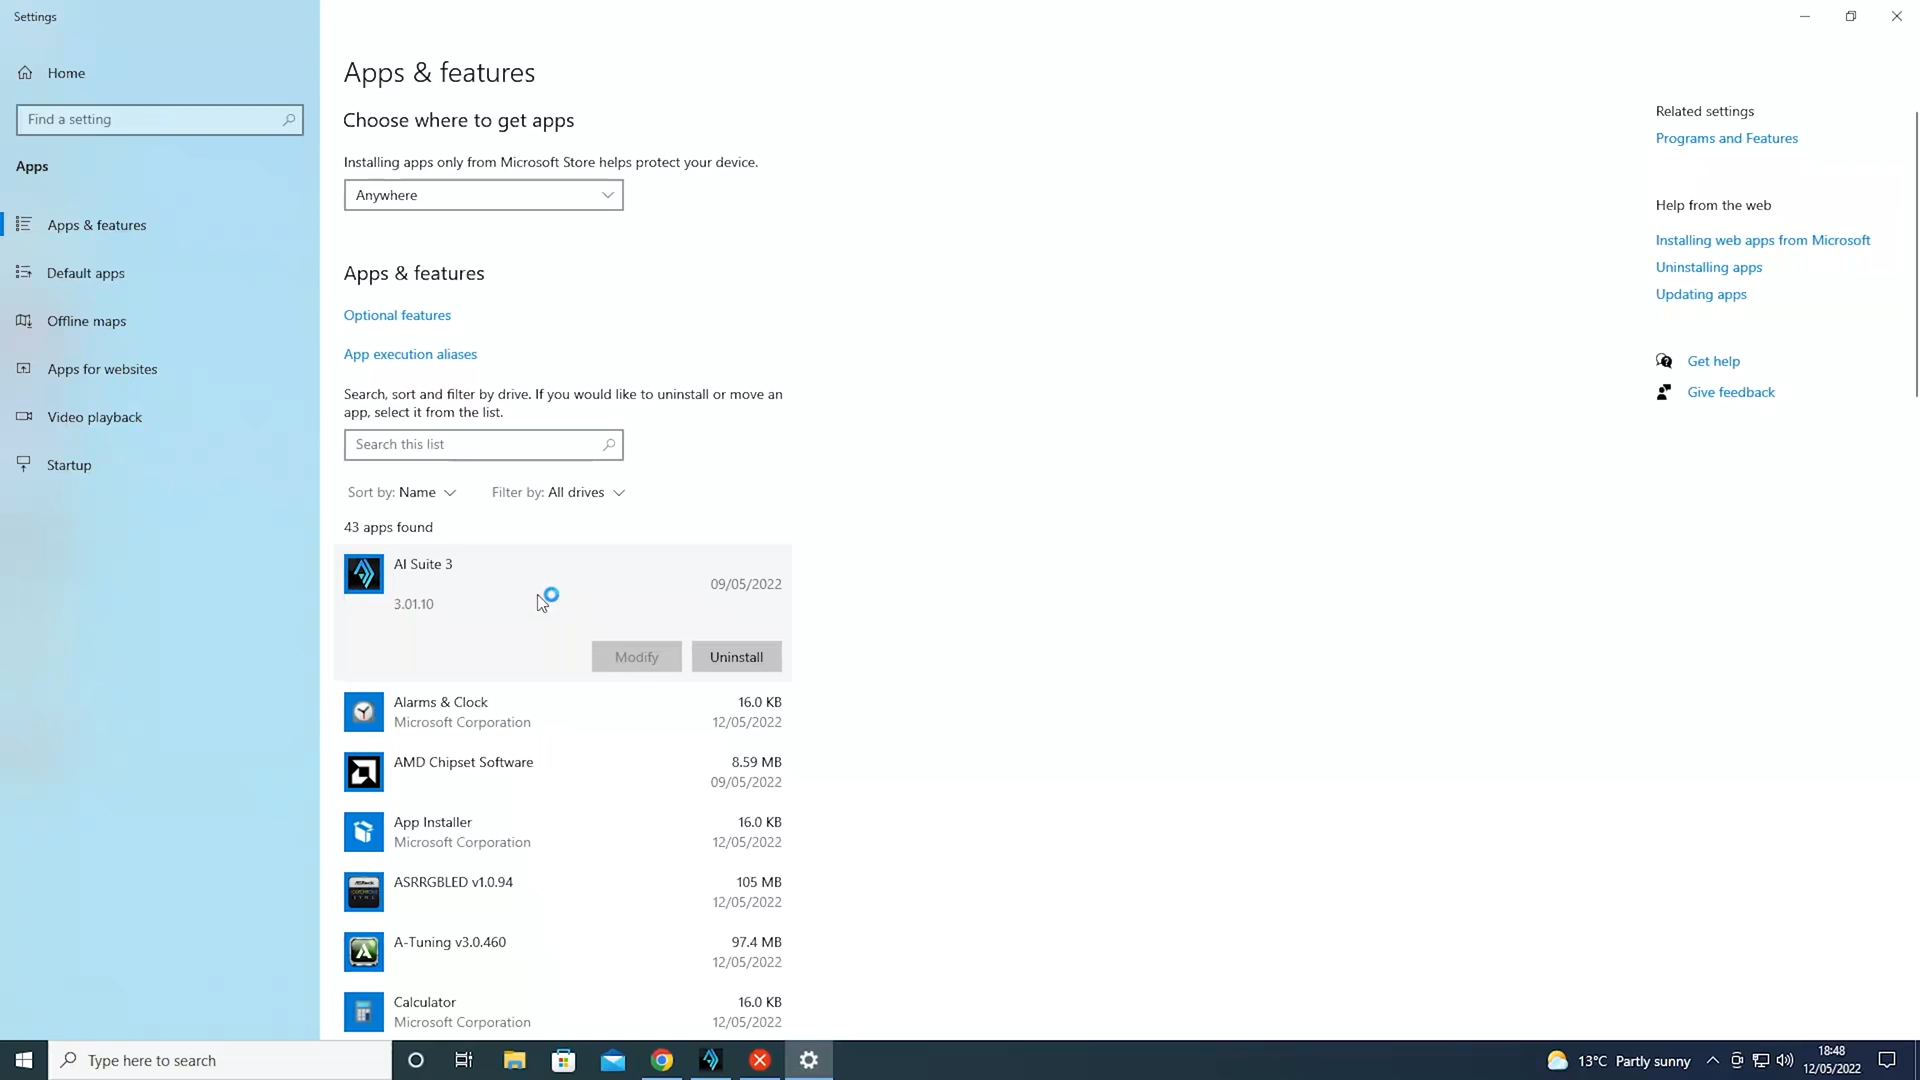 Settings
Home
Find a setting
Apps
Apps & features
Default apps
Offline maps
Apps for websites
Video playback
Startup
Apps & features
Choose where to get apps
Installing apps only from Microsoft Store helps protect your device.
Anywhere
Apps & features
Optional features
App execution aliases
Search, sort and filter by drive. If you would like to uninstall or move an
app, select it from the list.
Search this list
Sort by: Name Filter by: All drives
43 apps found
AI Suite 3
09/05/2022
3.01.10
Modify Uninstall
Alarms & Clock 16.0 KB
Microsoft Corporation 12/05/2022
AMD Chipset Software 8.59 MB
09/05/2022
App Installer 16.0 KB
Microsoft Corporation 12/05/2022
ASRRGBLED v1.0.94 105 MB
12/05/2022
A-Tuning v3.0.460 97.4 MB
12/05/2022
Calculator 16.0 KB
Microsoft Corporation 12/05/2022
Related settings
Programs and Features
Help from the web
Installing web apps from Microsoft
Uninstalling apps
Updating apps
Get help
Give feedback
Type here to search
13°C Partly sunny
18:48
12/05/2022